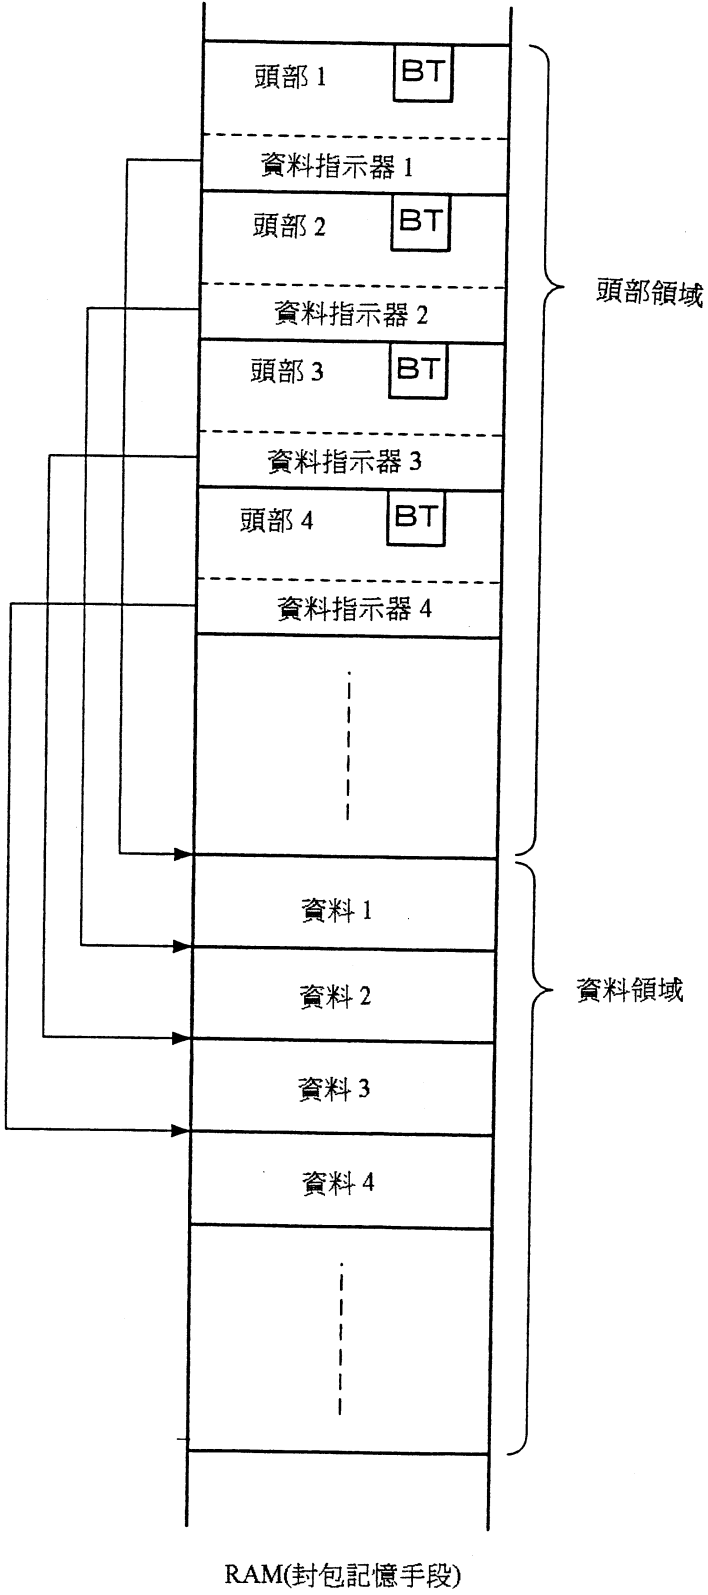 頭部 1
BT
資料指示器 1
頭部 2
BT
資料指示器 2
頭部 3
BT
資料指示器 3
頭部 4
BT
資料指示器 4
頭部領域
資料 1
資料 2
資料 3
資料 4
資料領域
RAM(封包記憶手段)